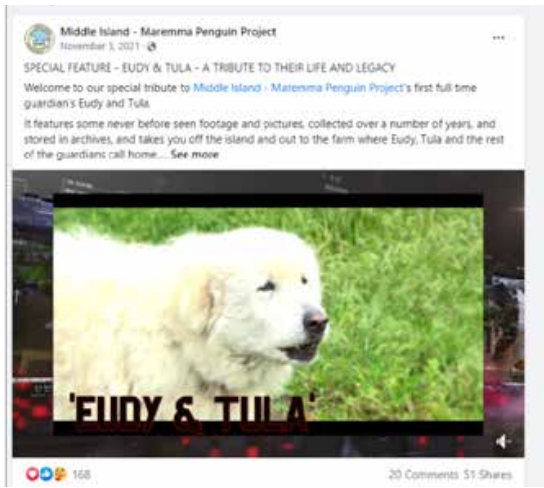 Middle Island - Maremma Penguin Project
November 3, 2021 ·
SPECIAL FEATURE - EUDY & TULA - A TRIBUTE TO THEIR LIFE AND LEGACY
Welcome to our special tribute to Middle Island - Maremma Penguin Project's first full time
guardian's Eudy and Tula.
It features some never before seen footage and pictures, collected over a number of years, and
stored in archives, and takes you off the island and out to the farm where Eudy, Tula and the rest
of the guardians call home.... See more
'EUDY & TULA'
168
20 Comments 51 Shares